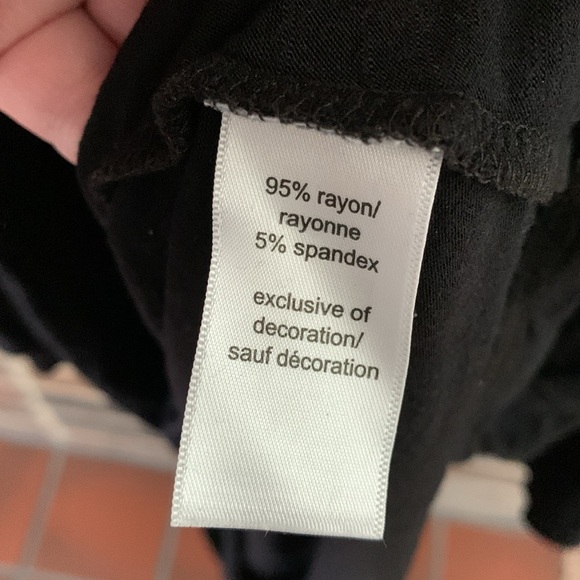 95% rayon/
rayonne
5% spandex
exclusive of
decoration/
sauf décoration